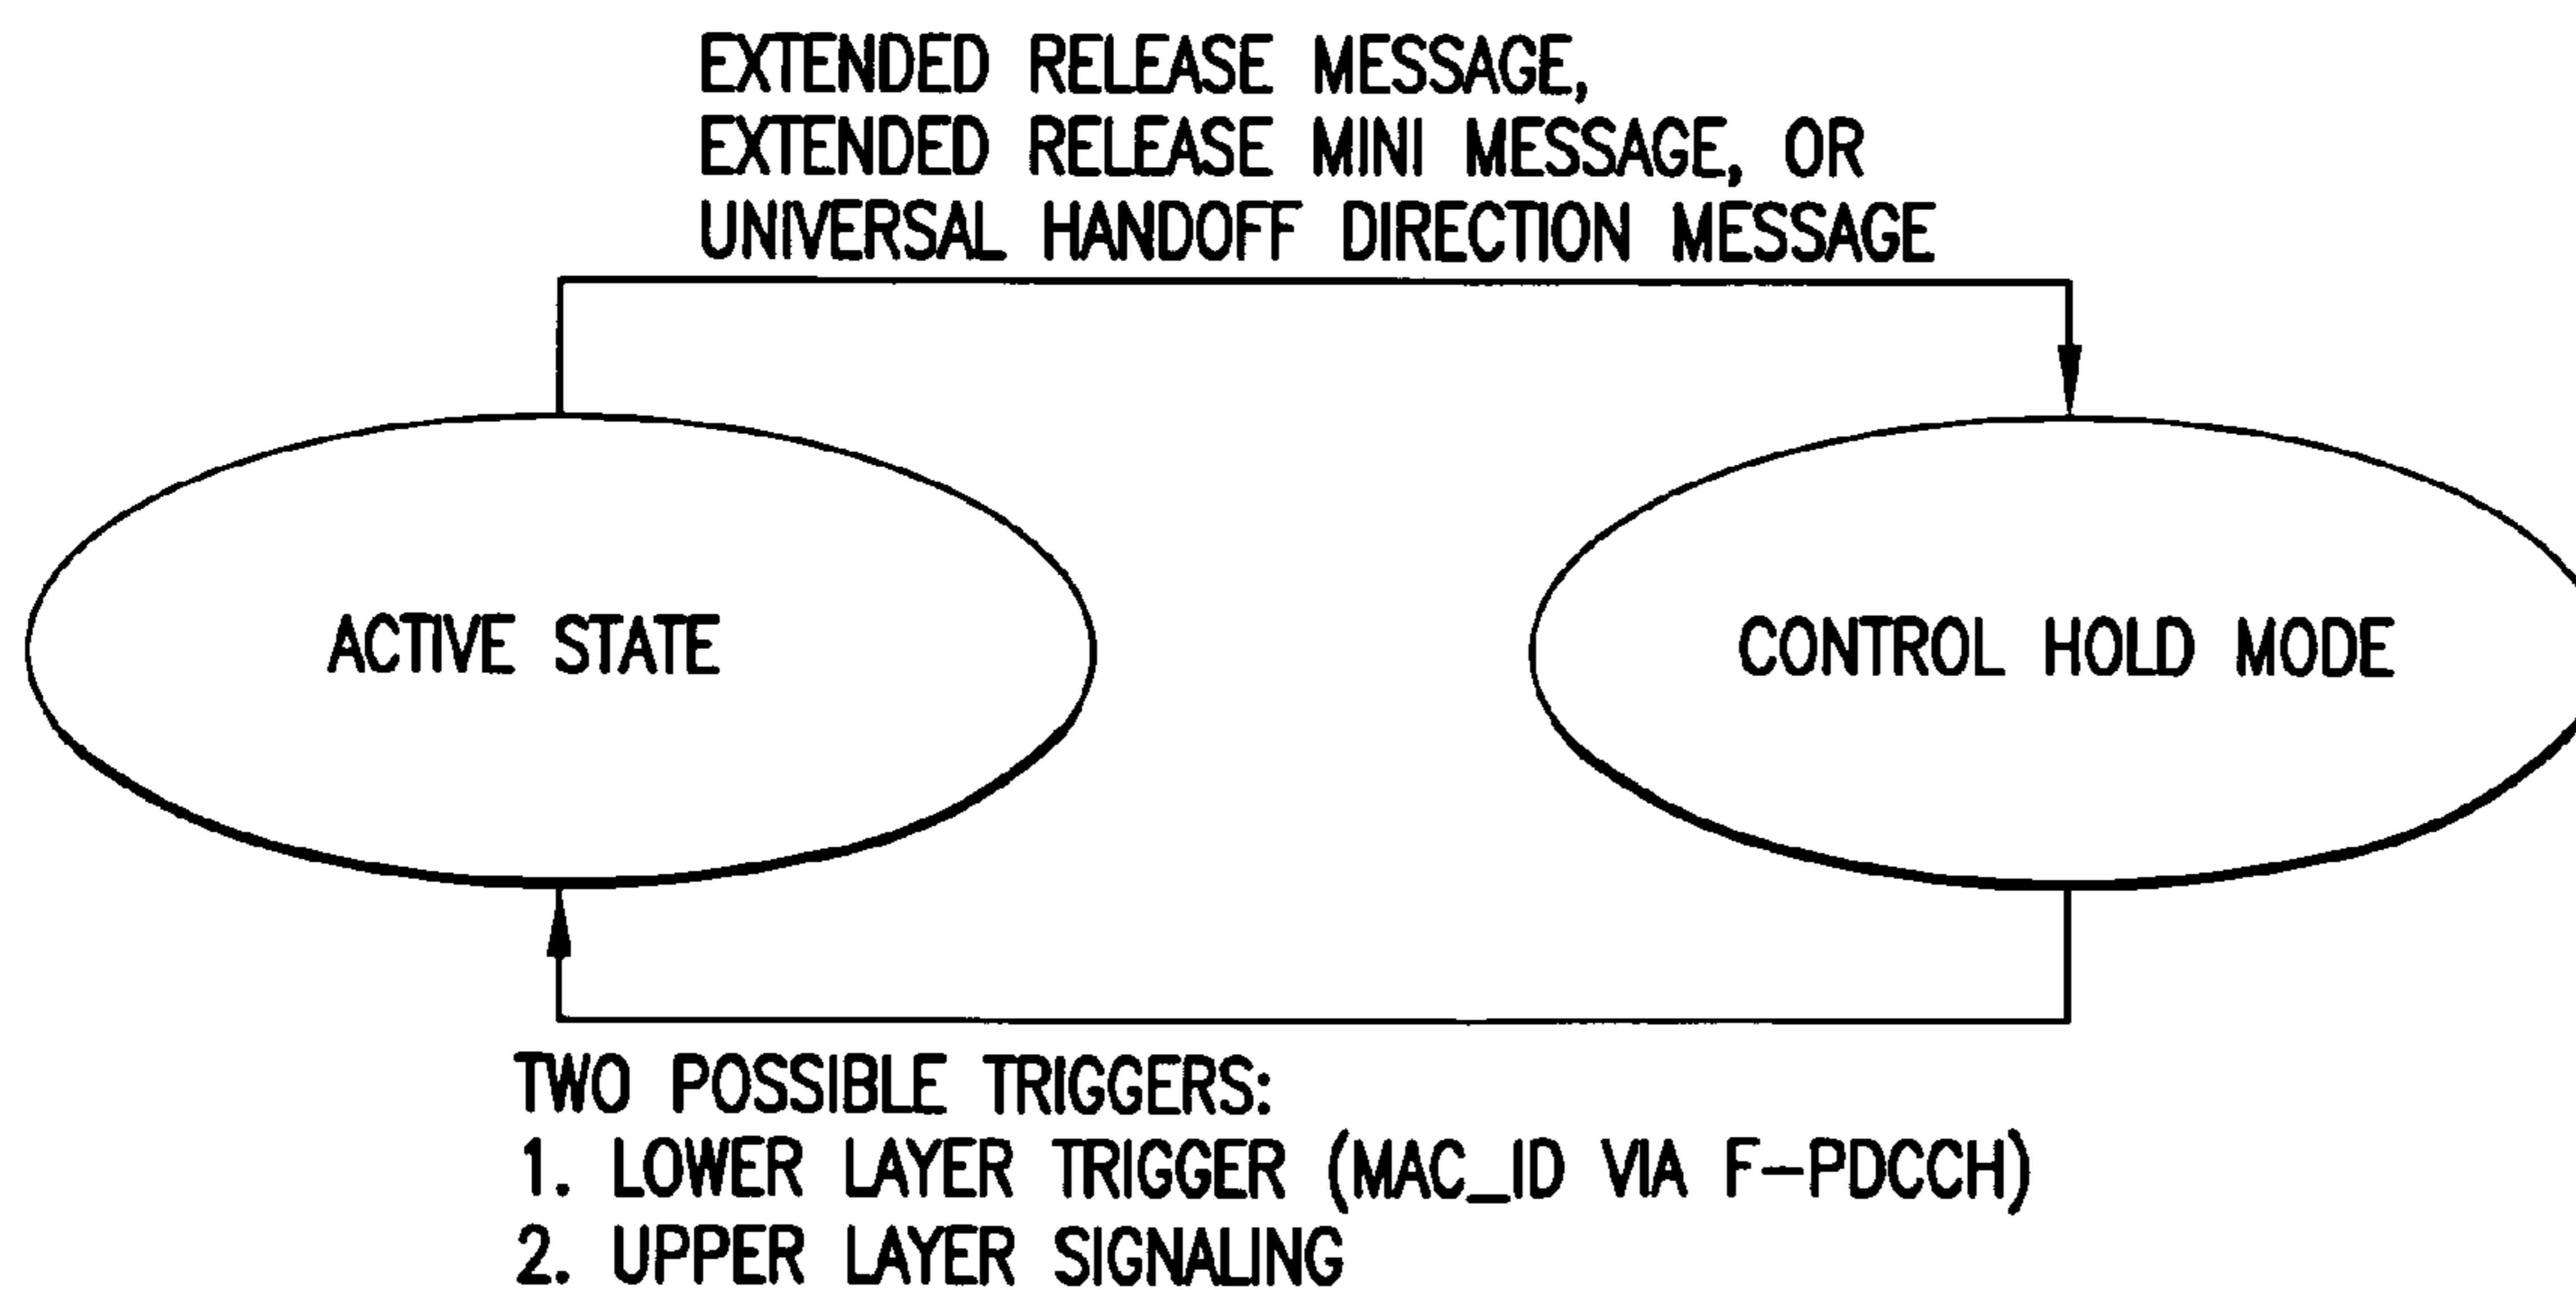 EXTENDED RELEASE MESSAGE,
EXTENDED RELEASE MINI MESSAGE, OR
UNIVERSAL HANDOFF DIRECTION MESSAGE
ACTIVE STATE
CONTROL HOLD MODE
TWO POSSIBLE TRIGGERS:
1. LOWER LAYER TRIGGER (MAC_ID VIA F-PDCCH)
2. UPPER LAYER SIGNALING